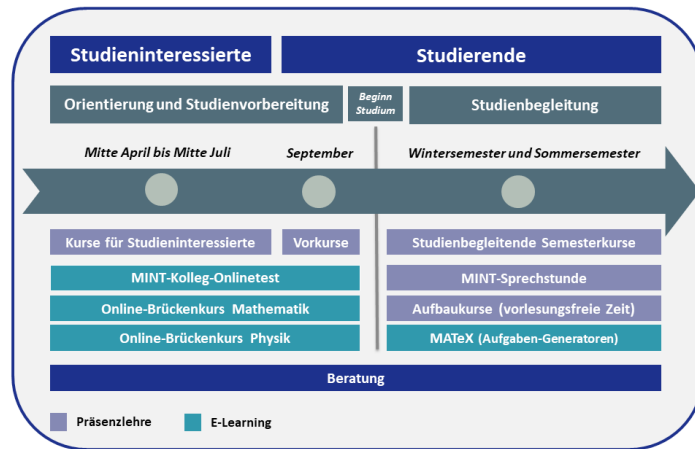 Studieninteressierte
Studierende
Orientierung und Studienvorbereitung
Beginn
Studium
Studienbegleitung
Mitte April bis Mitte Juli
September
Wintersemester und Sommersemester
Kurse für Studieninteressierte
Vorkurse
Studienbegleitende Semesterkurse
MINT-Kolleg-Onlinetest
MINT-Sprechstunde
Online-Brückenkurs Mathematik
Aufbaukurse (vorlesungsfreie Zeit)
Online-Brückenkurs Physik
MATeX (Aufgaben-Generatoren)
Beratung
Präsenzlehre
E-Learning